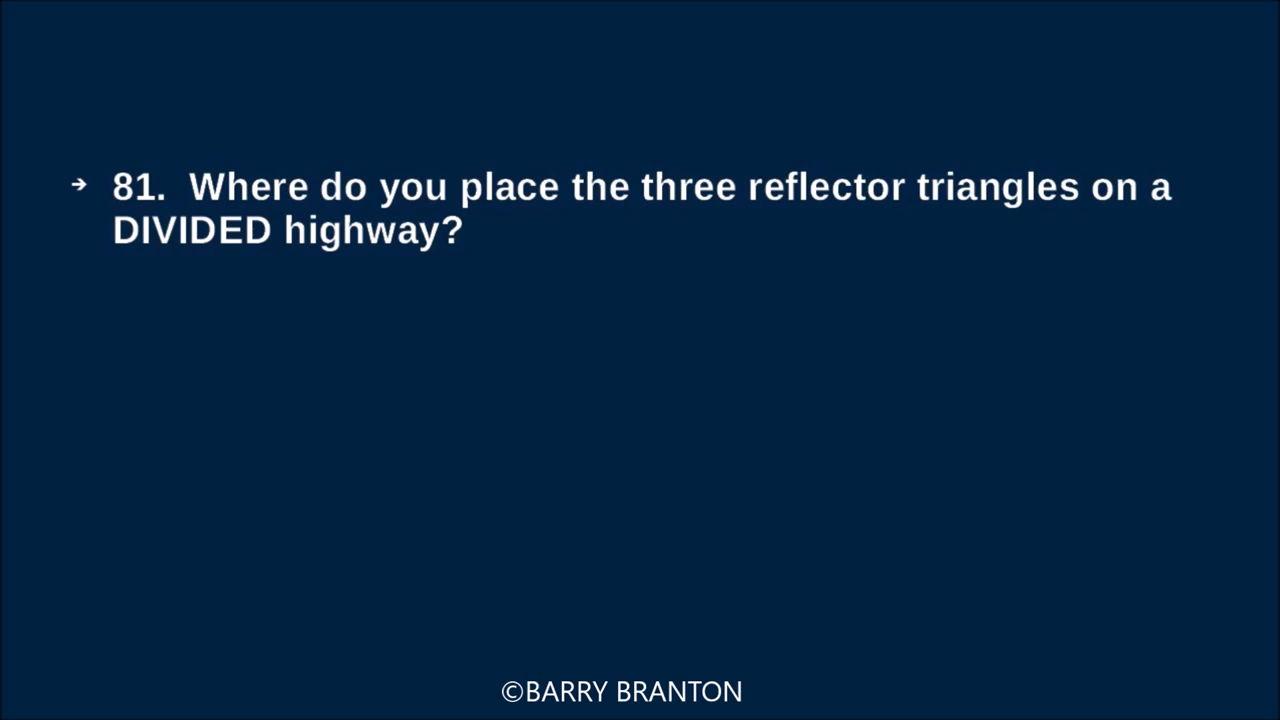 → 81.  Where do you place the three reflector triangles on a
DIVIDED highway?
©BARRY BRANTON